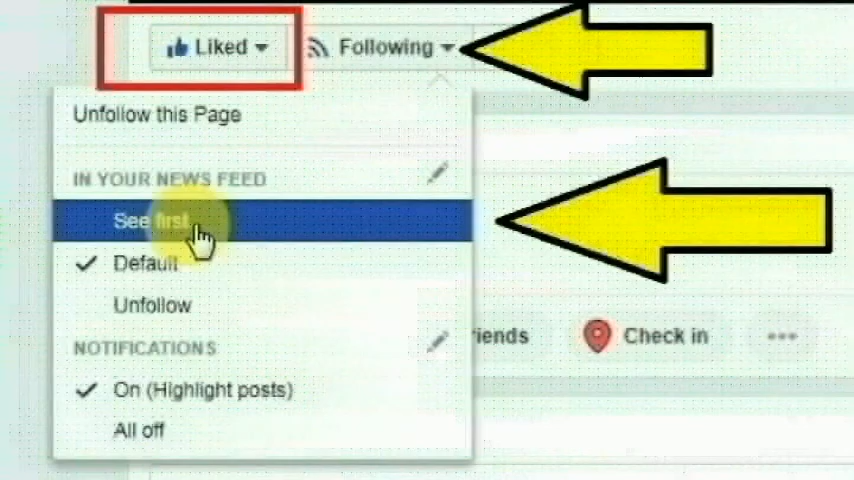 Liked Following
Unfollow this Page
IN YOUR NEWS FEED
See first
Default
Unfollow
riends Check in
NOTIFICATIONS
On (Highlight posts)
All off